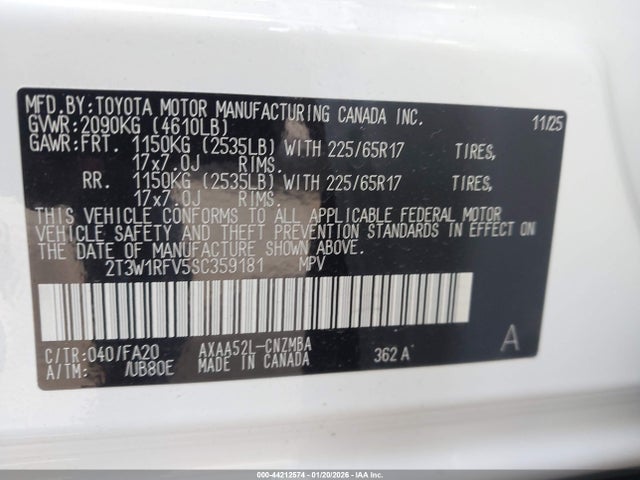 MFD.BY:TOYOTA MOTOR MANUFACTURING CANADA INC.
GVWR:2090KG (4610LB) 11/25
GAWR:FRT. 1150KG (2535LB) WITH 225/65R17 TIRES,
17x7.0J RIMS.
RR. 1150KG (2535LB) WITH 225/65R17 TIRES,
17x7.0J RIMS.
THIS VEHICLE CONFORMS TO ALL APPLICABLE FEDERAL MOTOR
VEHICLE SAFETY AND THEFT PREVENTION STANDARDS IN EFFECT ON THE
DATE OF MANUFACTURE SHOWN ABOVE.
2T3W1RFV5SC359181 MPV
C/TR:040/FA20 AXAA52L-CNZMBA 362 A A
A/TM: /UB80E MADE IN CANADA
000-44212574 | 01/20/2026 | IAAI.COM